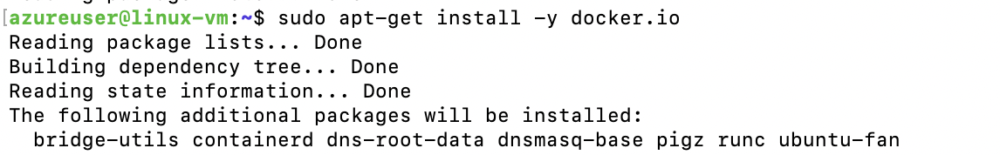 [azureuser@linux-vm:~$ sudo apt-get install -y docker.io
Reading package lists... Done
Building dependency tree... Done
Reading state information... Done
The following additional packages will be installed:
  bridge-utils containerd dns-root-data dnsmasq-base pigz runc ubuntu-fan